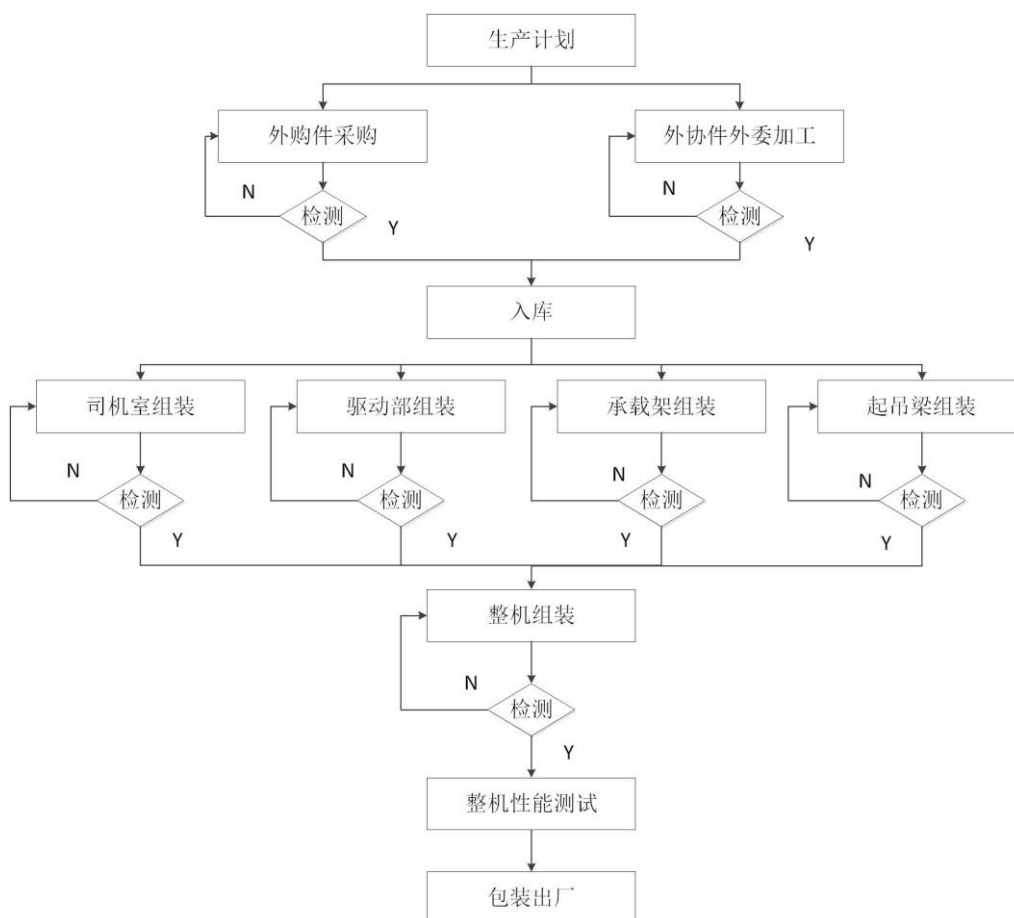 生产计划
外购件采购
外协件外委加工
N
N
检测
检测
Y
Y
入库
司机室组装
驱动部组装
承载架组装
起吊梁组装
N
N
N
N
检测
检测
检测
检测
Y
Y
Y
Y
整机组装
N
检测
Y
整机性能测试
包装出厂